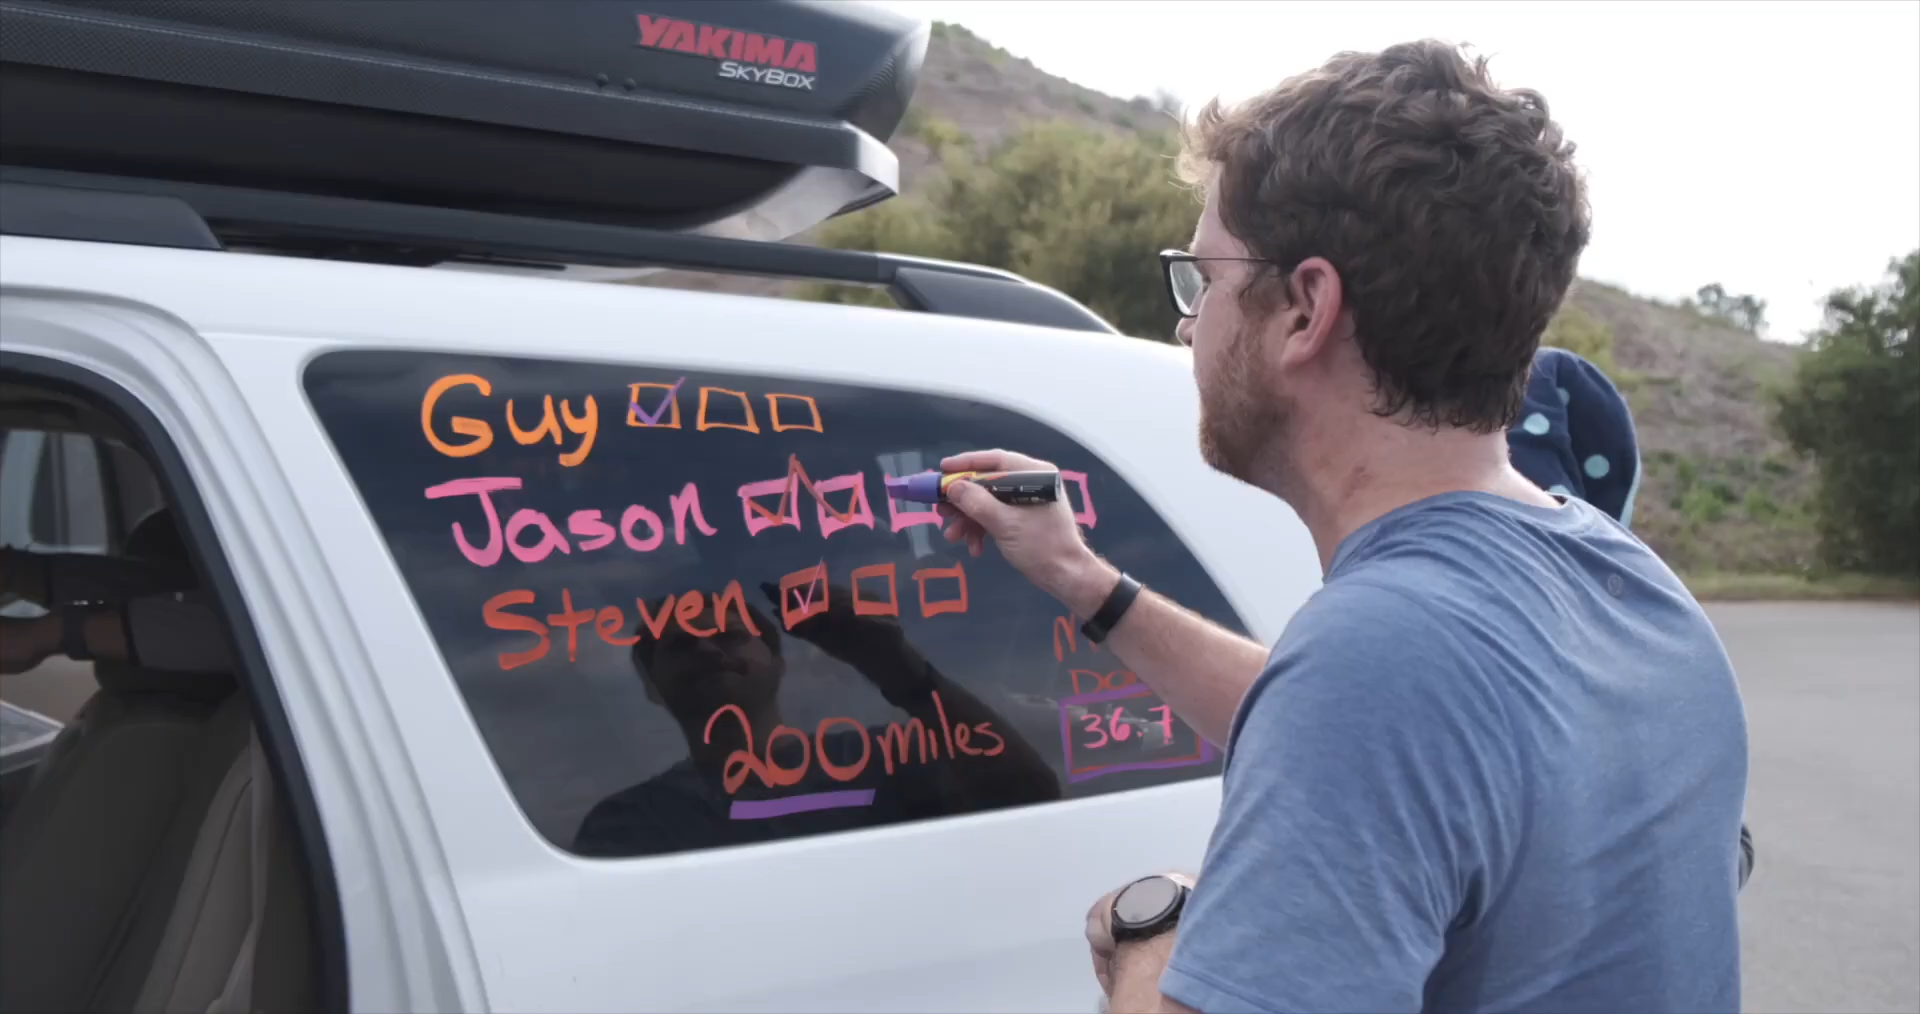 YAKIMA
SKYBOX
Guy
Jason
Steven
200 miles
36.7